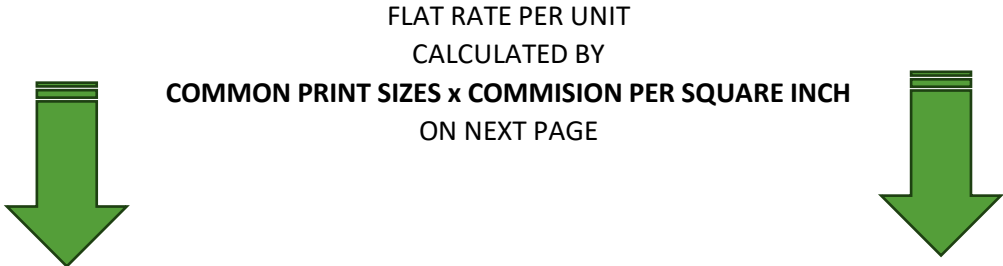 FLAT RATE PER UNIT
CALCULATED BY
COMMON PRINT SIZES x COMMISION PER SQUARE INCH
ON NEXT PAGE